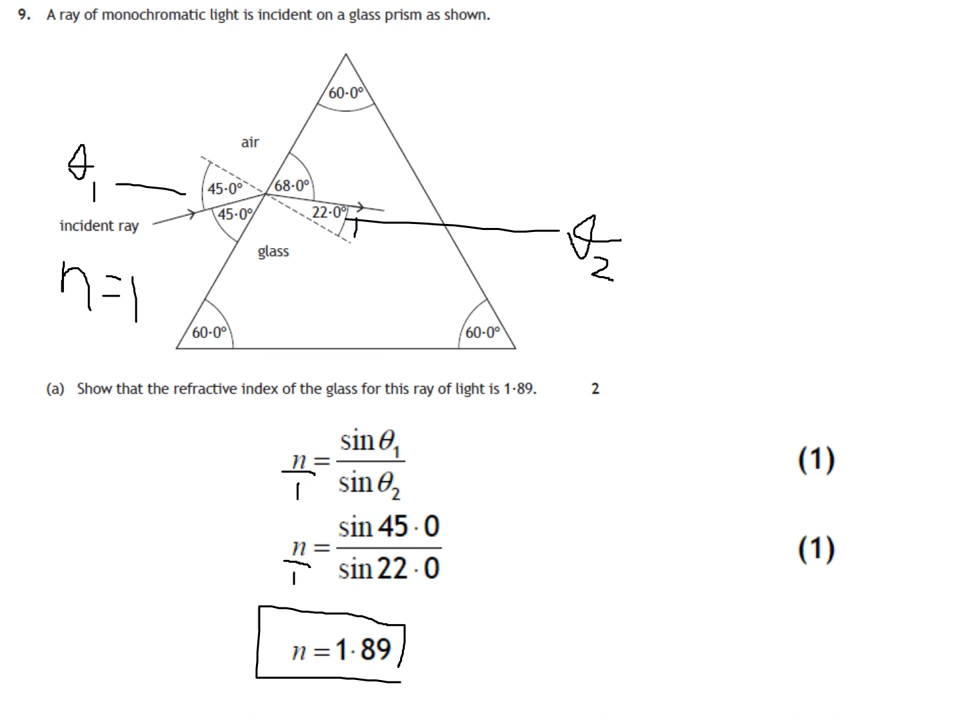 9. A ray of monochromatic light is incident on a glass prism as shown.
60·0°
air
θ₁
45·0° 68·0°
45·0° 22·0°
incident ray
θ₂
glass
n=1
60·0° 60·0°
(a) Show that the refractive index of the glass for this ray of light is 1·89. 2
n/1 = sin θ₁ / sin θ₂ (1)
n/1 = sin 45·0 / sin 22·0 (1)
n = 1·89